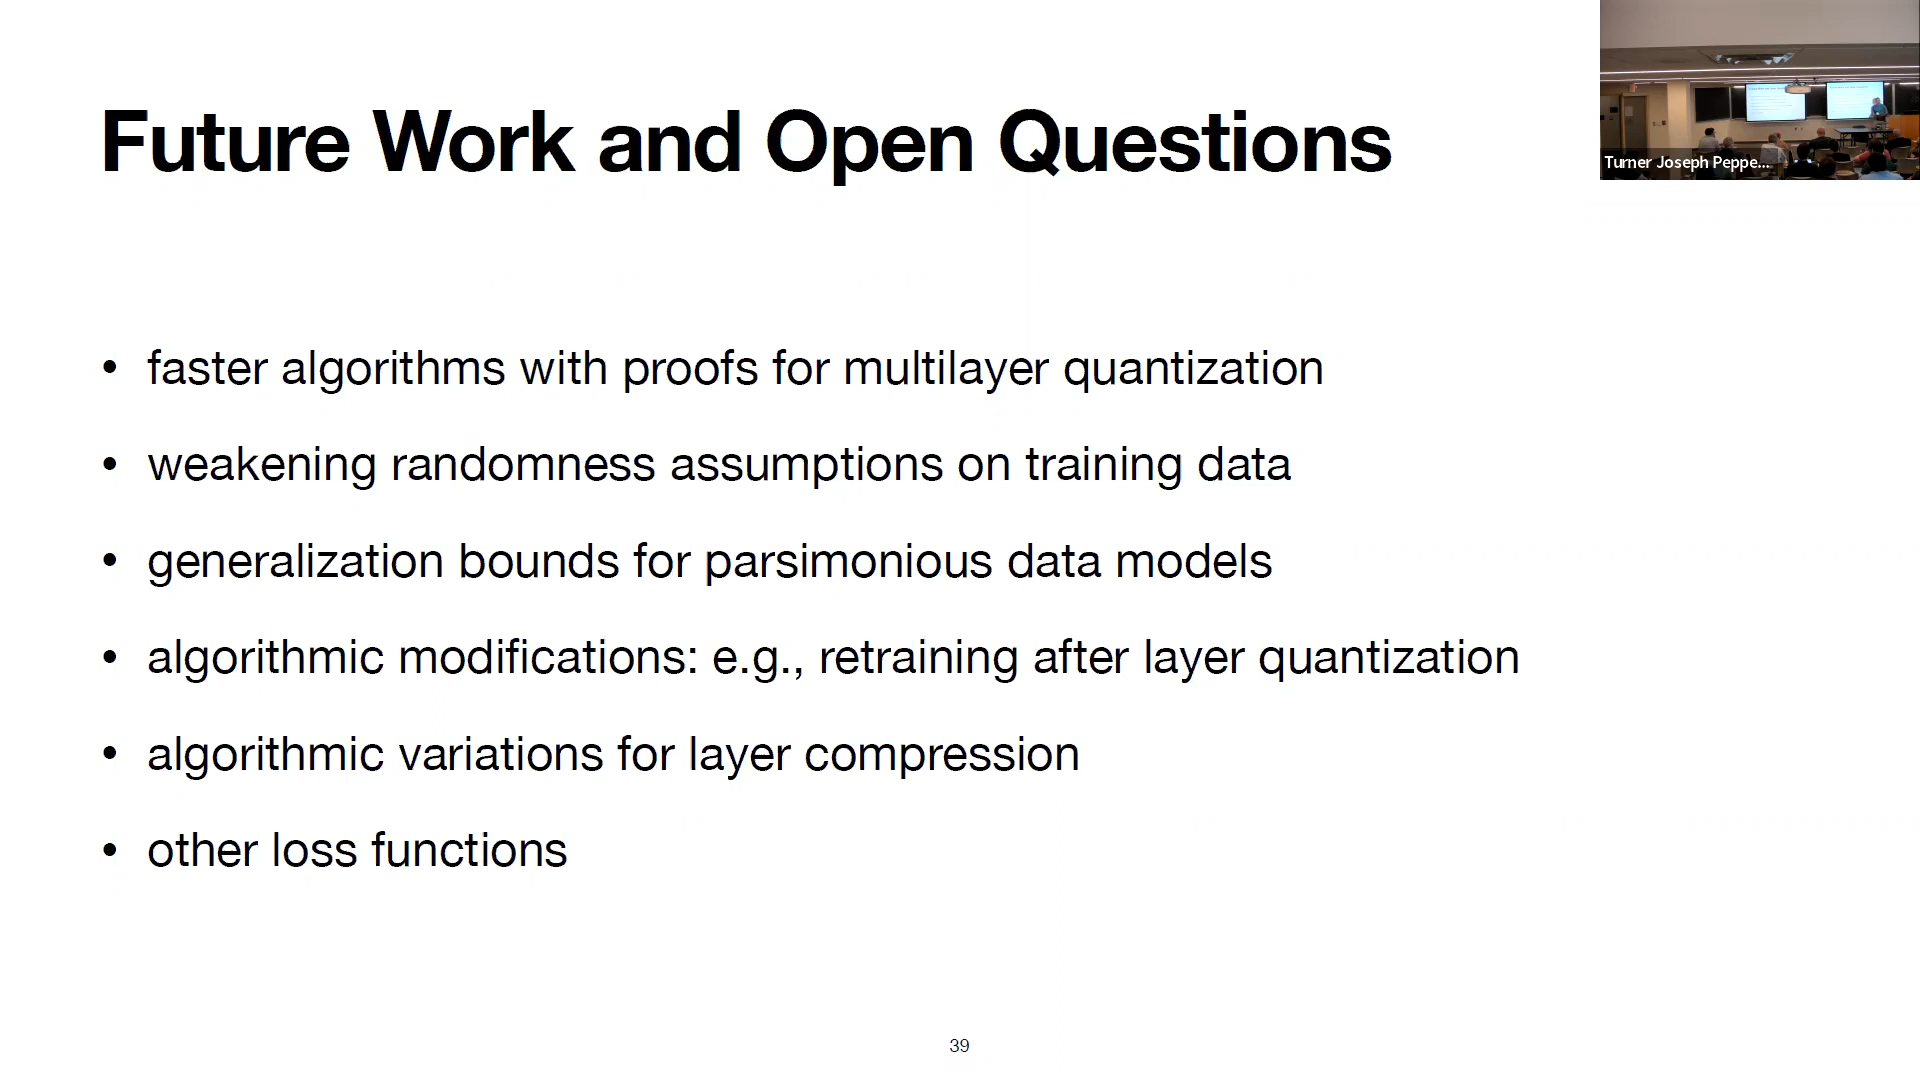 Future Work and Open Questions
Turner Joseph Peppe...
• faster algorithms with proofs for multilayer quantization
• weakening randomness assumptions on training data
• generalization bounds for parsimonious data models
• algorithmic modifications: e.g., retraining after layer quantization
• algorithmic variations for layer compression
• other loss functions
39